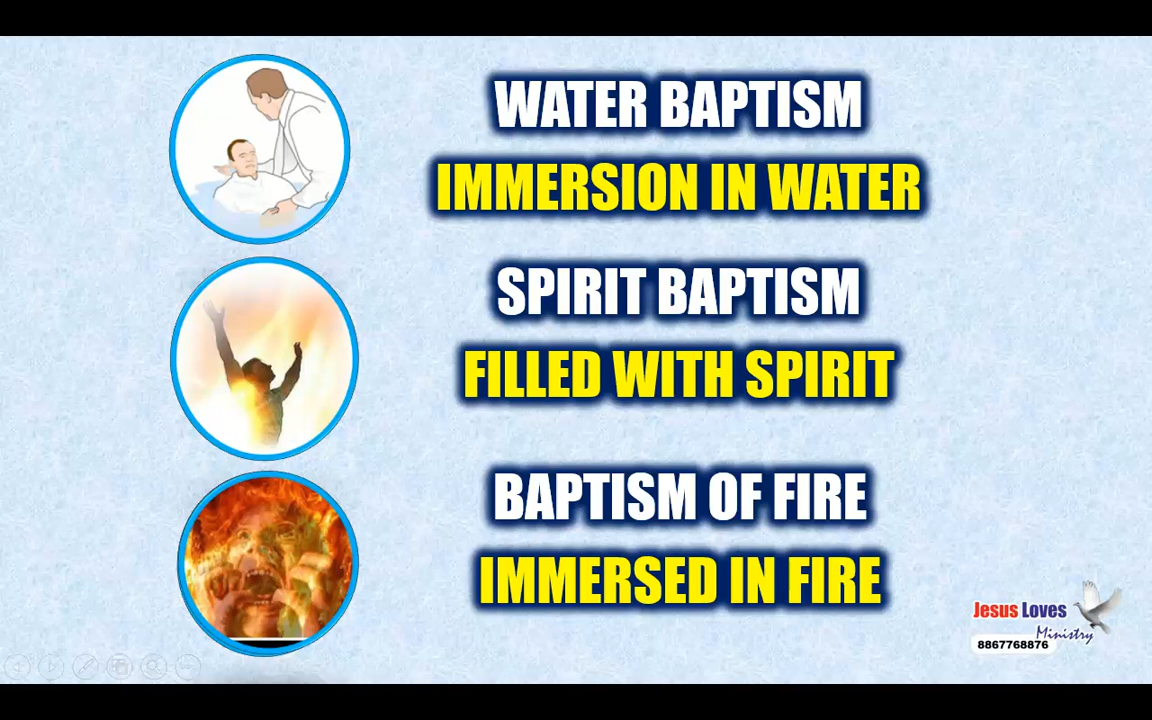 WATER BAPTISM
IMMERSION IN WATER
SPIRIT BAPTISM
FILLED WITH SPIRIT
BAPTISM OF FIRE
IMMERSED IN FIRE
Jesus Loves
Ministry
8867768876